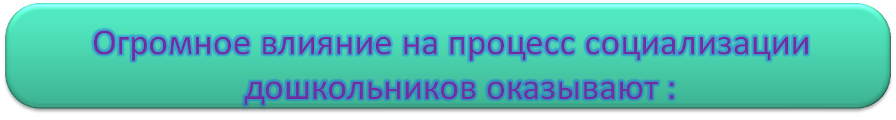 Огромное влияние на процесс социализации
дошкольников оказывают :